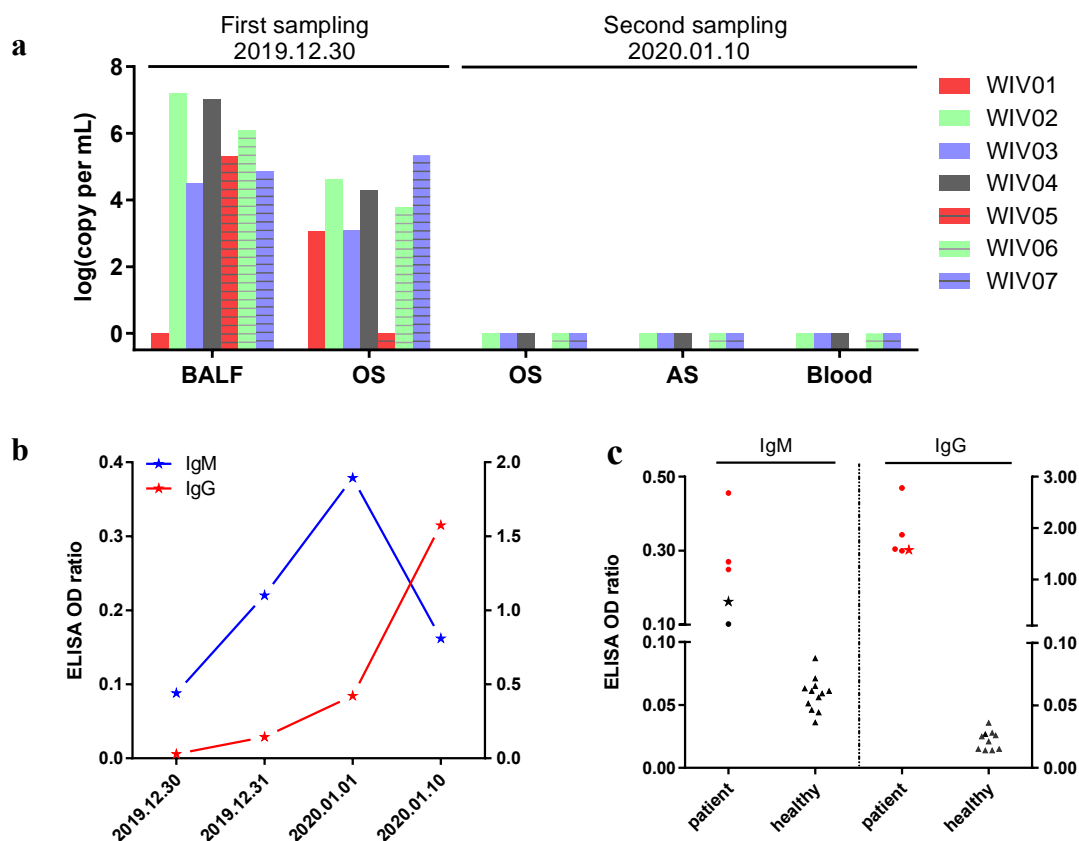 a
First sampling
2019.12.30
Second sampling
2020.01.10
log(copy per mL)
8
6
4
2
0
BALF
OS
OS
AS
Blood
WIV01
WIV02
WIV03
WIV04
WIV05
WIV06
WIV07
b
IgM
IgG
ELISA OD ratio
0.4
0.3
0.2
0.1
0.0
2.0
1.5
1.0
0.5
0.0
2019.12.30
2019.12.31
2020.01.01
2020.01.10
c
IgM
IgG
ELISA OD ratio
0.50
0.30
0.10
0.10
0.05
0.00
3.00
2.00
1.00
0.10
0.05
0.00
patient
healthy
patient
healthy